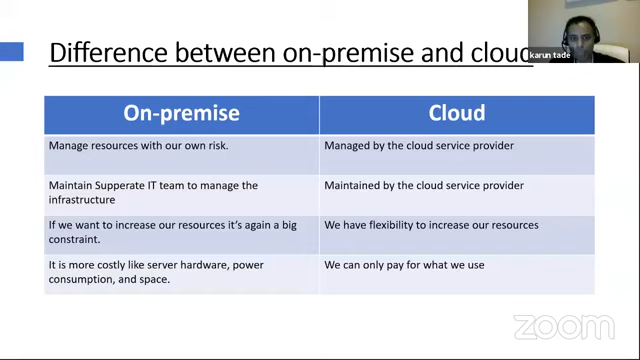 Difference between on-premise and cloud
karun tade
On-premise
Cloud
Manage resources with our own risk.
Managed by the cloud service provider
Maintain Supperate IT team to manage the
infrastructure
Maintained by the cloud service provider
If we want to increase our resources it's again a big
constraint.
We have flexibility to increase our resources
It is more costly like server hardware, power
consumption, and space.
We can only pay for what we use
zoom